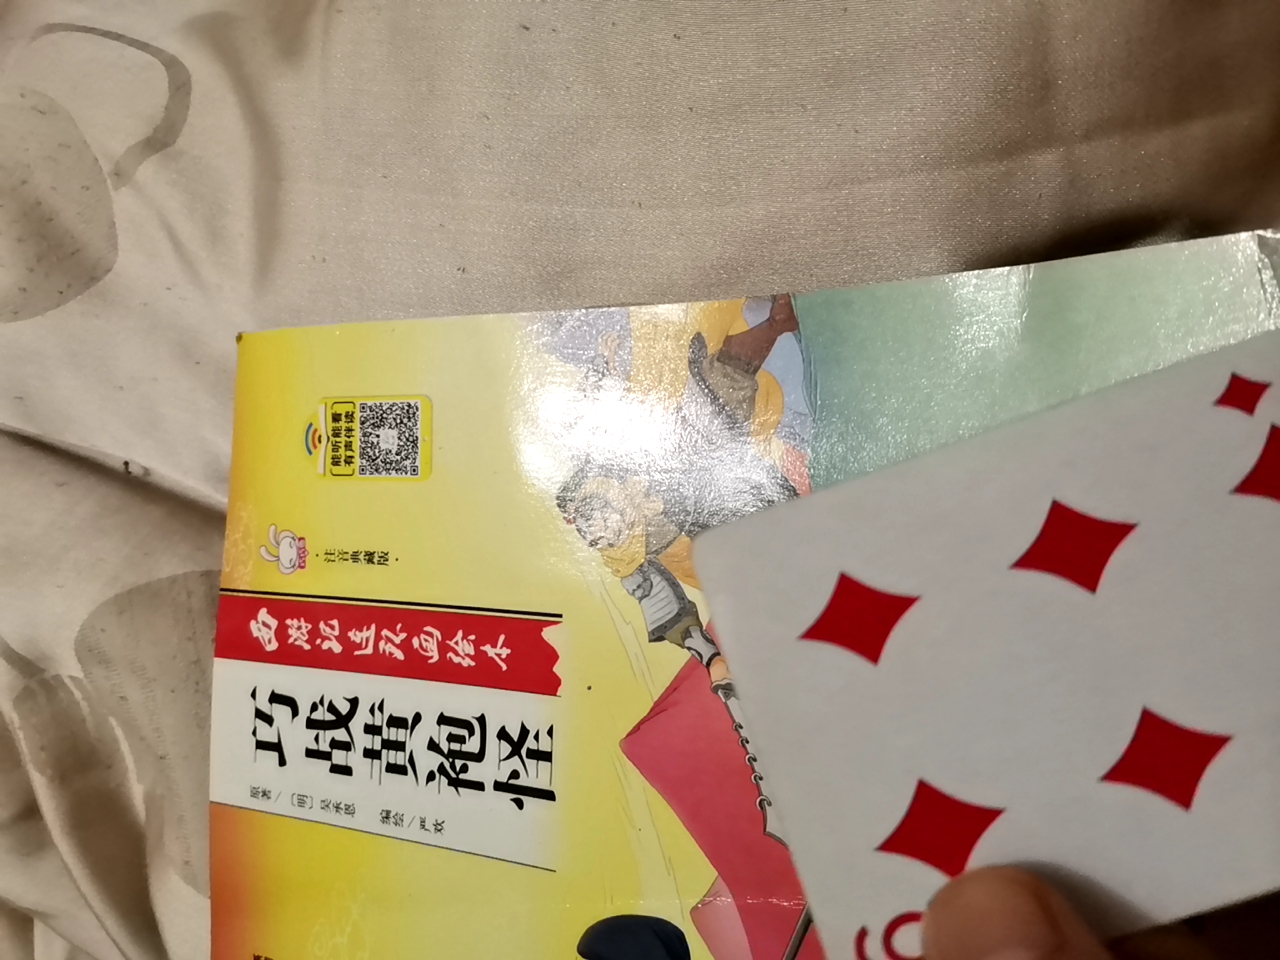 能听能看
有声伴读
·注音典藏版·
西游记连环画绘本
巧战黄袍怪
原著/〔明〕吴承恩
编绘/严欢